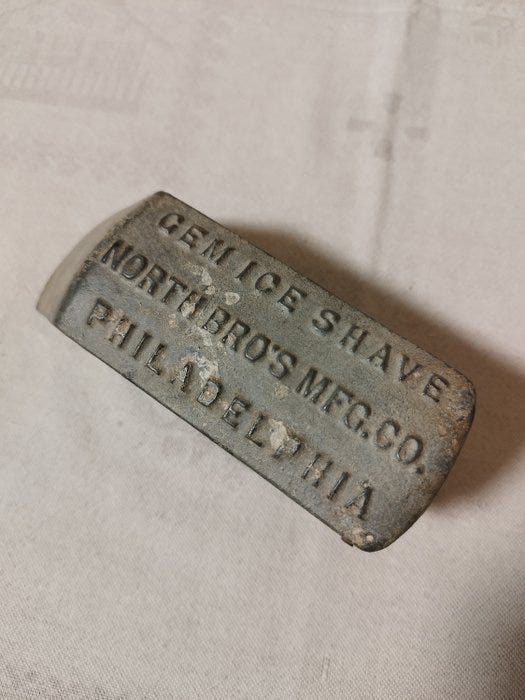 GEM ICE SHAVE
NORTH BRO'S MFG.CO.
PHILADELPHIA